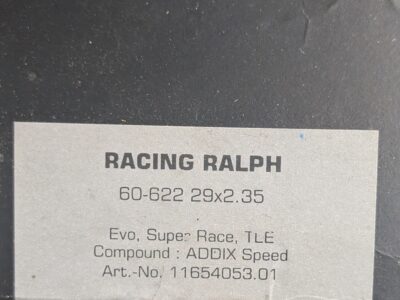 RACING RALPH
60-622 29x2.35
Evo, Super Race, TLE
Compound : ADDIX Speed
Art.-No. 11654053.01